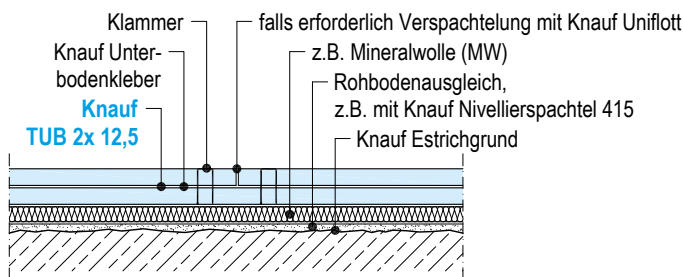 Klammer
falls erforderlich Verspachtelung mit Knauf Uniflott
Knauf Unter-
bodenkleber
z.B. Mineralwolle (MW)
Knauf
TUB 2x 12,5
Rohbodenausgleich,
z.B. mit Knauf Nivellierspachtel 415
Knauf Estrichgrund